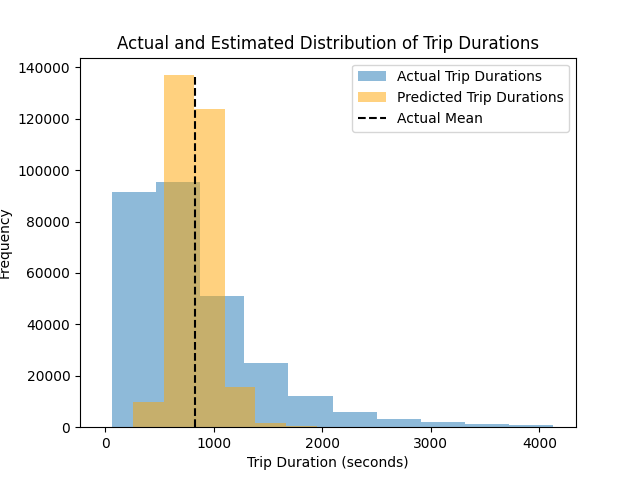 Actual and Estimated Distribution of Trip Durations
Actual Trip Durations
Predicted Trip Durations
Actual Mean
Frequency
140000
120000
100000
80000
60000
40000
20000
0
0 1000 2000 3000 4000
Trip Duration (seconds)